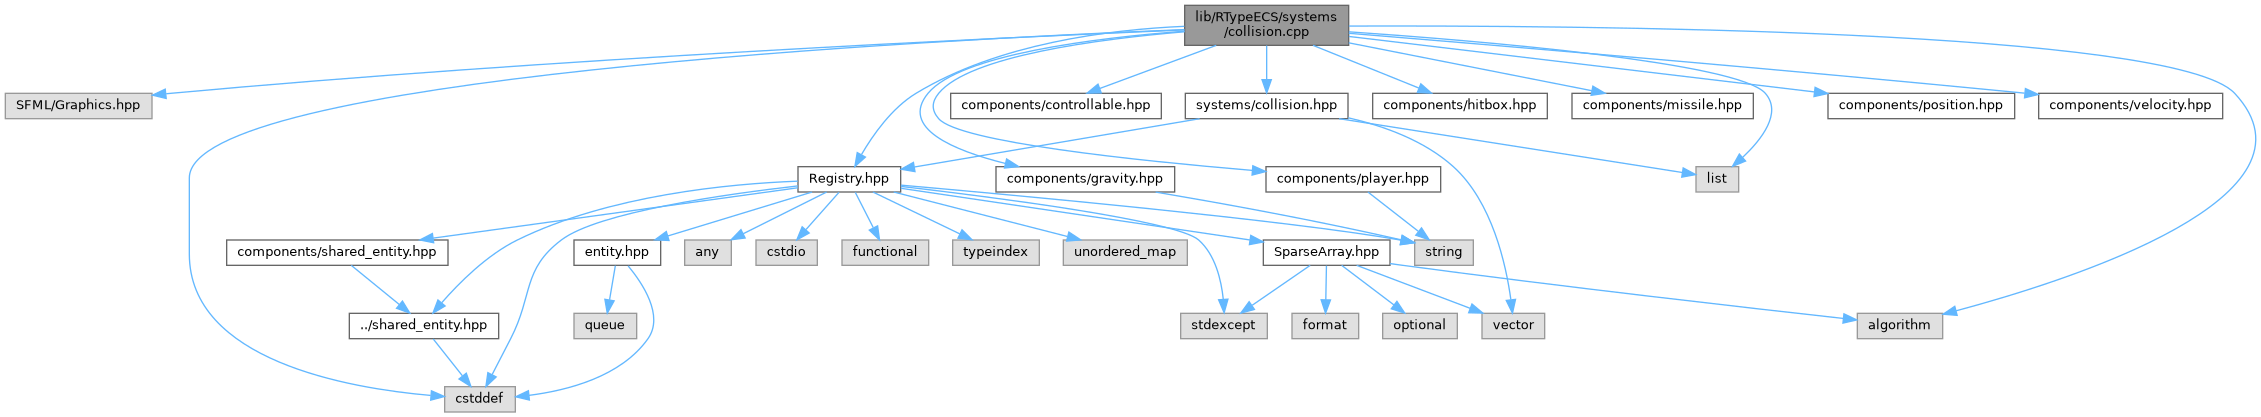 lib/RTypeECS/systems
/collision.cpp
SFML/Graphics.hpp
components/controllable.hpp
systems/collision.hpp
components/hitbox.hpp
components/missile.hpp
components/position.hpp
components/velocity.hpp
Registry.hpp
components/gravity.hpp
components/player.hpp
list
components/shared_entity.hpp
entity.hpp
any
cstdio
functional
typeindex
unordered_map
SparseArray.hpp
string
../shared_entity.hpp
queue
stdexcept
format
optional
vector
algorithm
cstddef